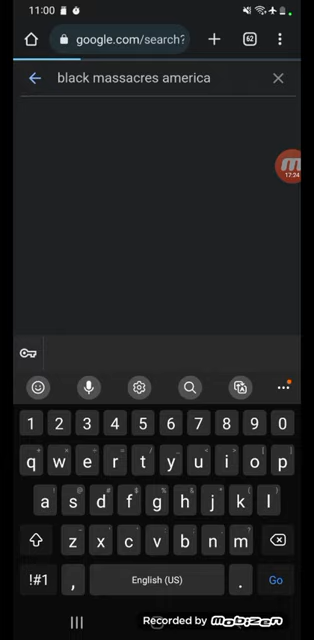 11:00
google.com/search?
62
black massacres america
17:24
1 2 3 4 5 6 7 8 9 0
q w e r t y u i o p
a s d f g h j k l
z x c v b n m
!#1 , English (US) . Go
Recorded by MOBIZEN